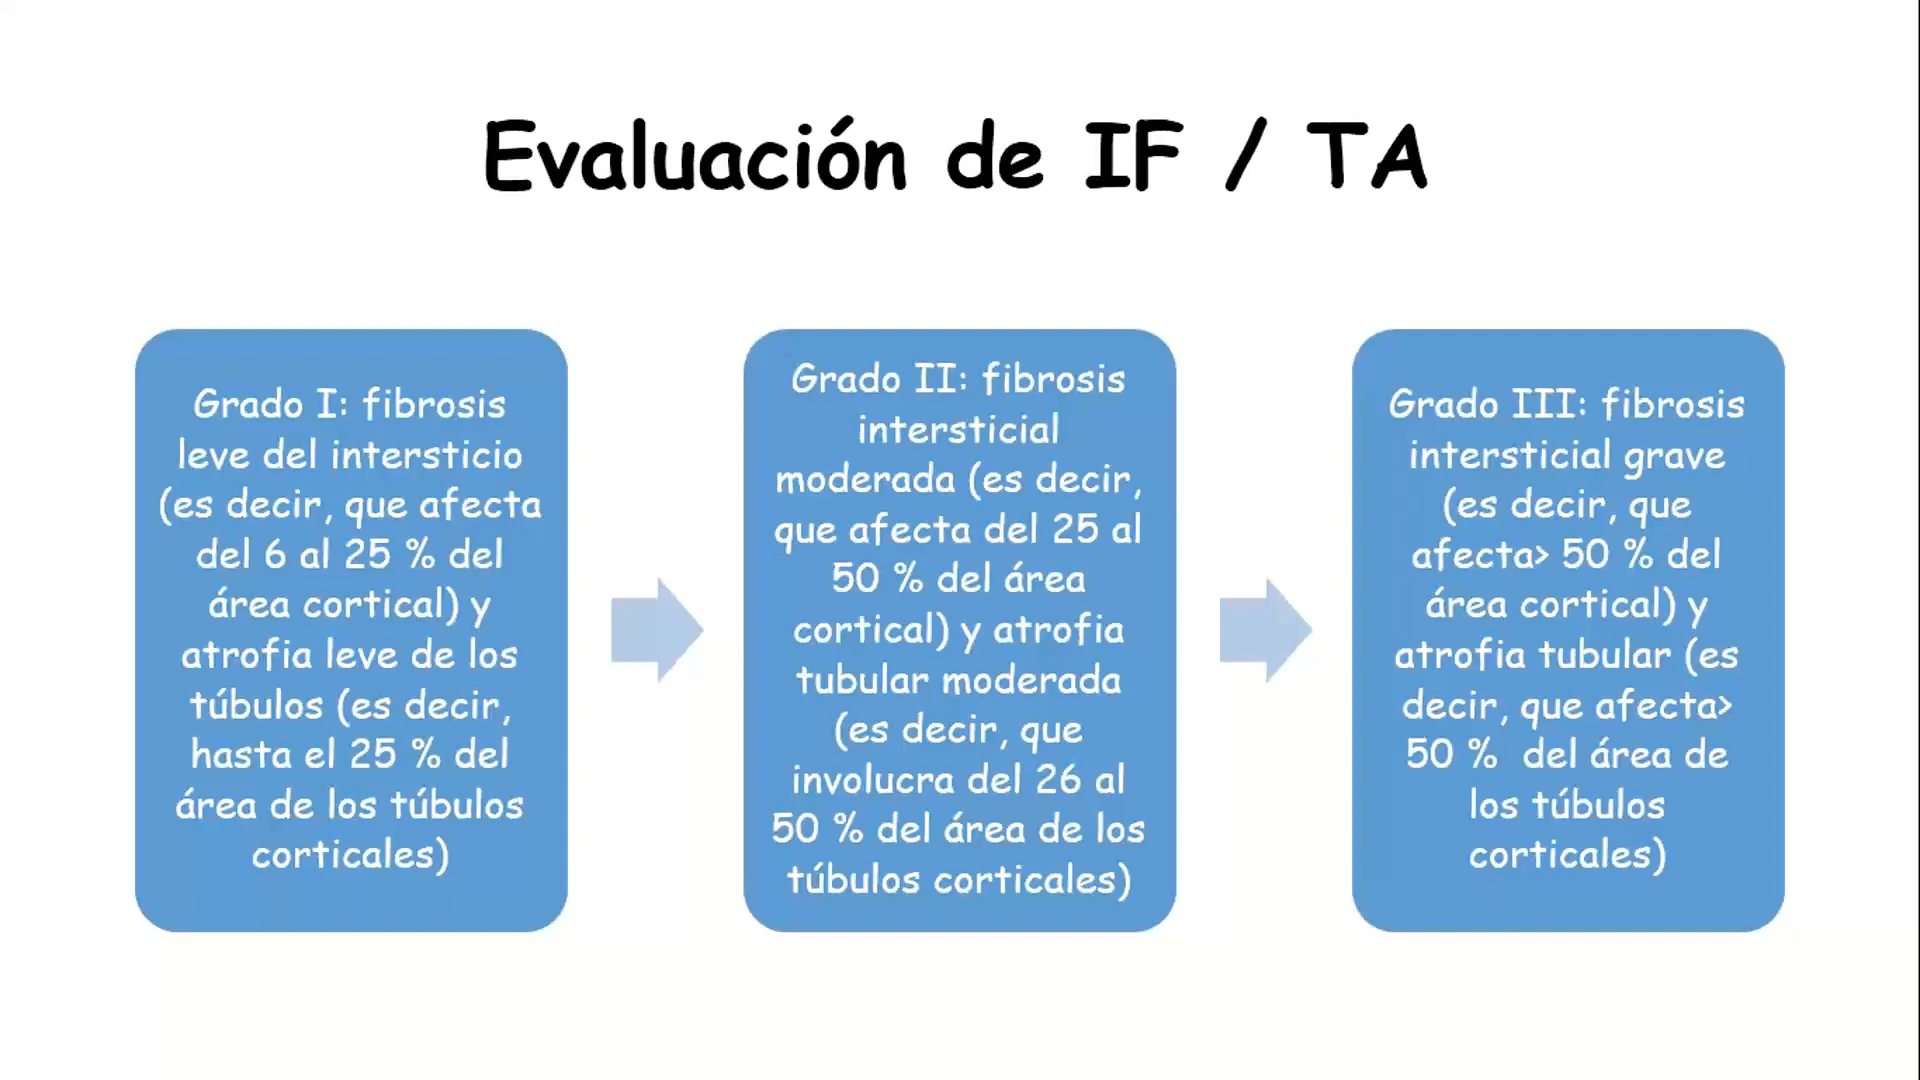 Evaluación de IF / TA
Grado I: fibrosis
leve del intersticio
(es decir, que afecta
del 6 al 25 % del
área cortical) y
atrofia leve de los
túbulos (es decir,
hasta el 25 % del
área de los túbulos
corticales)
Grado II: fibrosis
intersticial
moderada (es decir,
que afecta del 25 al
50 % del área
cortical) y atrofia
tubular moderada
(es decir, que
involucra del 26 al
50 % del área de los
túbulos corticales)
Grado III: fibrosis
intersticial grave
(es decir, que
afecta> 50 % del
área cortical) y
atrofia tubular (es
decir, que afecta>
50 %  del área de
los túbulos
corticales)